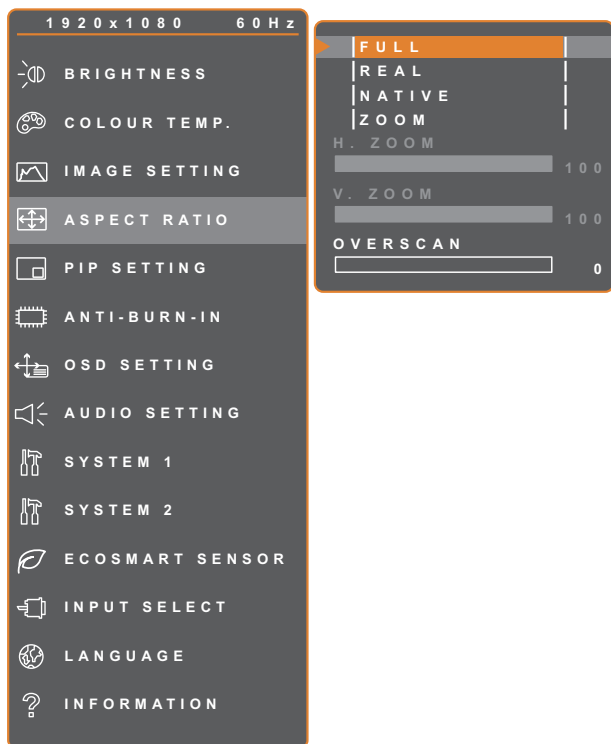 1920x1080 60Hz
BRIGHTNESS
COLOUR TEMP.
IMAGE SETTING
ASPECT RATIO
PIP SETTING
ANTI-BURN-IN
OSD SETTING
AUDIO SETTING
SYSTEM 1
SYSTEM 2
ECOSMART SENSOR
INPUT SELECT
LANGUAGE
INFORMATION
FULL
REAL
NATIVE
ZOOM
H. ZOOM
100
V. ZOOM
100
OVERSCAN
0